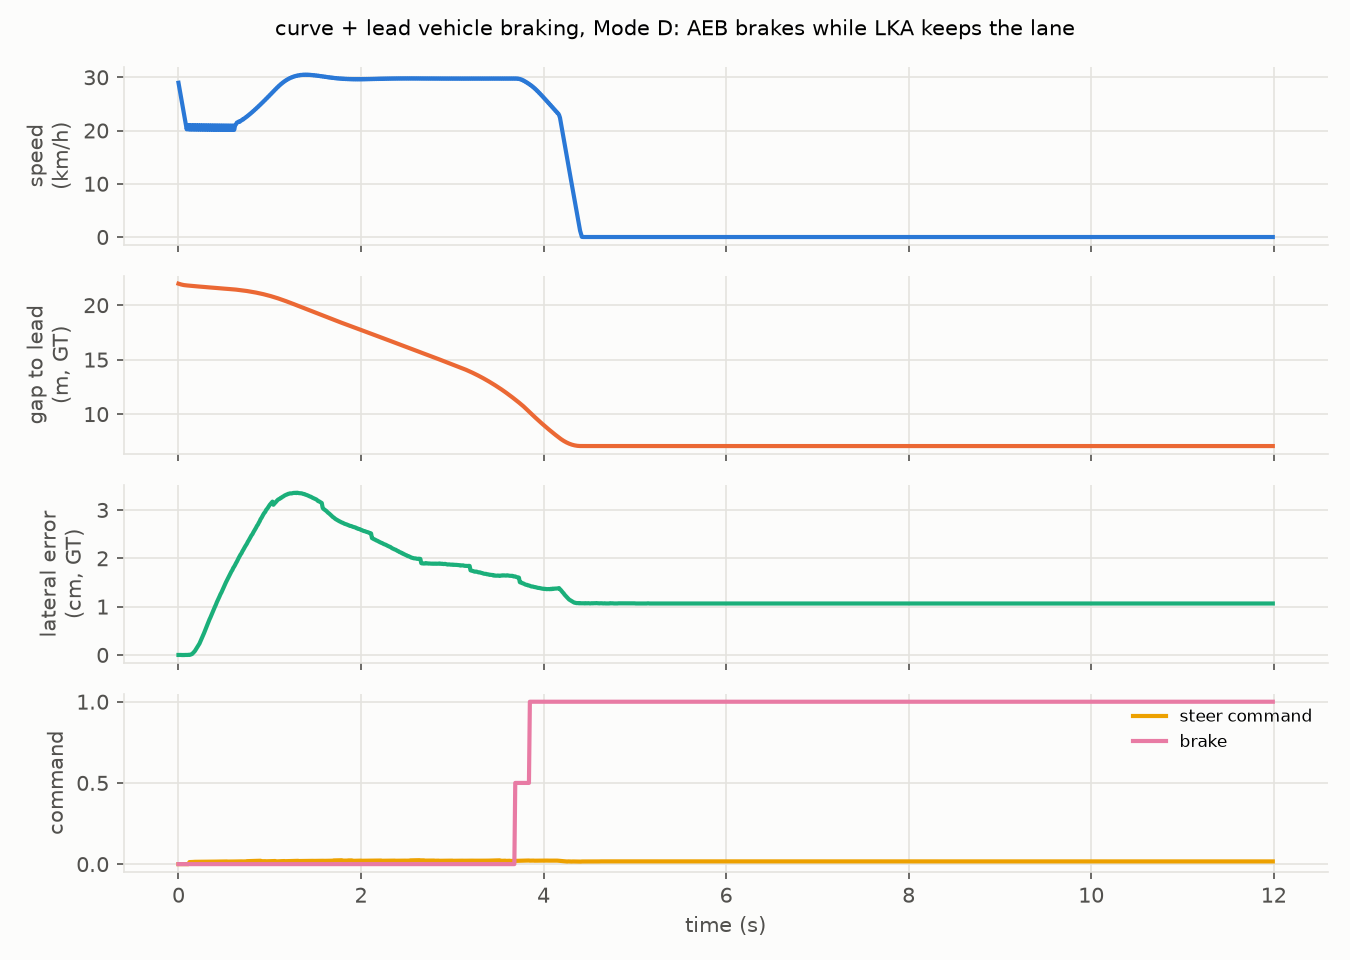 curve + lead vehicle braking, Mode D: AEB brakes while LKA keeps the lane
speed
(km/h)
30
20
10
0
gap to lead
(m, GT)
20
15
10
lateral error
(cm, GT)
3
2
1
0
command
1.0
0.5
0.0
steer command
brake
0 2 4 6 8 10 12
time (s)